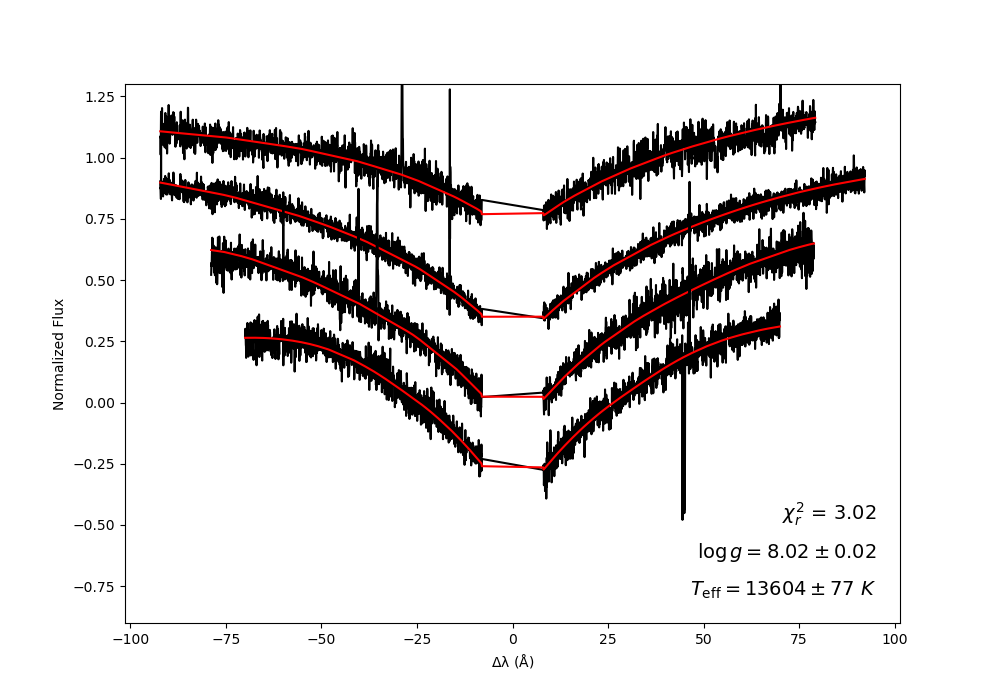 1.25
1.00
0.75
0.50
0.25
0.00
−0.25
−0.50
−0.75
Normalized Flux
χ²ᵣ = 3.02
log g = 8.02 ± 0.02
T_eff = 13604 ± 77 K
−100 −75 −50 −25 0 25 50 75 100
Δλ (Å)